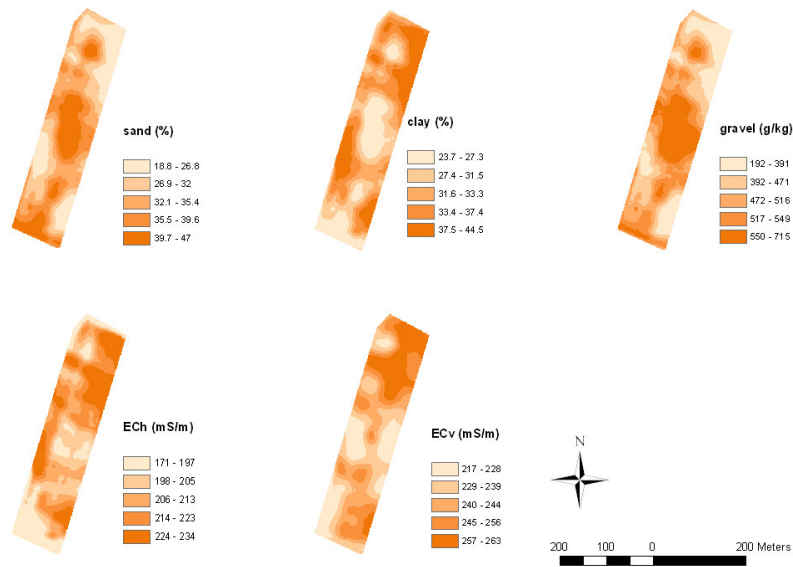 sand (%)
18.8 - 26.8
26.9 - 32
32.1 - 35.4
35.5 - 39.6
39.7 - 47
clay (%)
23.7 - 27.3
27.4 - 31.5
31.6 - 33.3
33.4 - 37.4
37.5 - 44.5
gravel (g/kg)
192 - 391
392 - 471
472 - 516
517 - 549
550 - 715
ECh (mS/m)
171 - 197
198 - 205
206 - 213
214 - 223
224 - 234
ECv (mS/m)
217 - 228
229 - 239
240 - 244
245 - 256
257 - 263
N
200 100 0 200 Meters